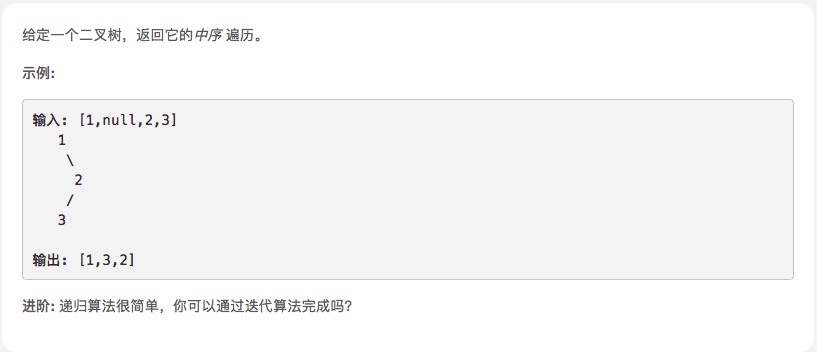 给定一个二叉树，返回它的中序 遍历。
示例:
输入: [1,null,2,3]
   1
    \
     2
    /
   3
输出: [1,3,2]
进阶: 递归算法很简单，你可以通过迭代算法完成吗？